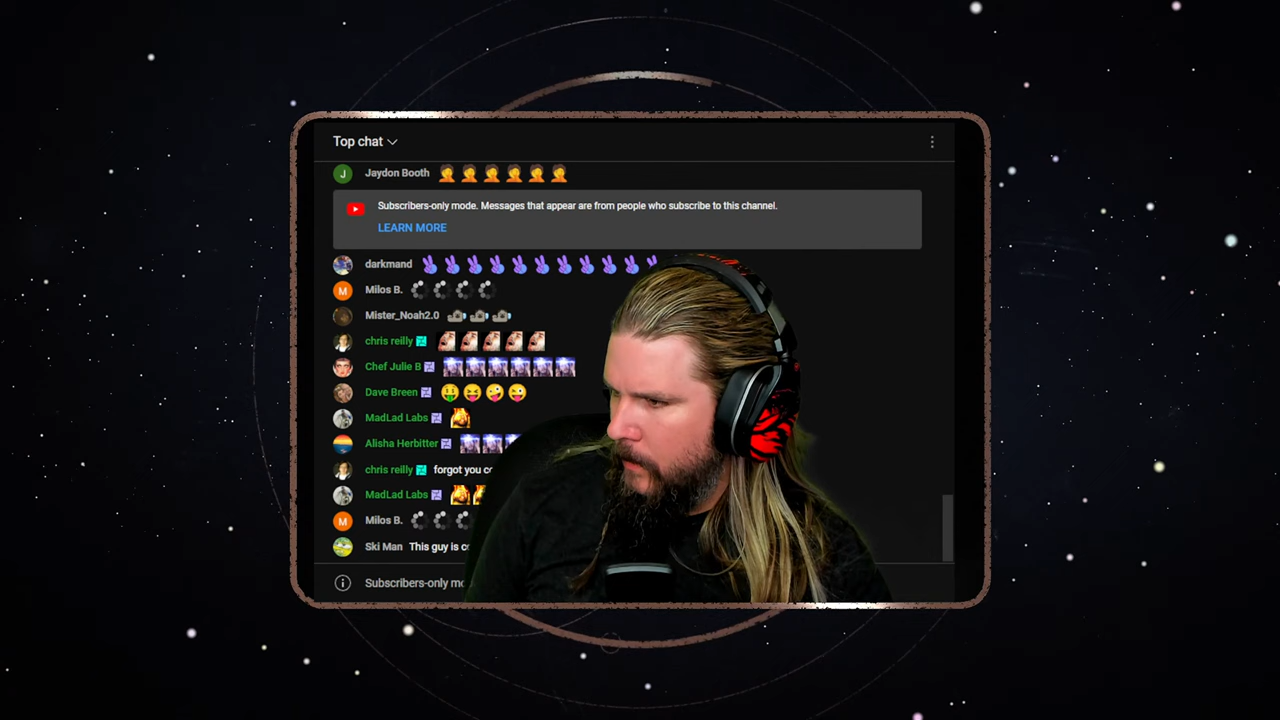 Top chat
J Jaydon Booth
Subscribers-only mode. Messages that appear are from people who subscribe to this channel.
LEARN MORE
darkmand
M Milos B.
Mister_Noah2.0
chris reilly
Chef Julie B
Dave Breen
MadLad Labs
Alisha Herbitter
chris reilly forgot you
MadLad Labs
M Milos B.
Ski Man This guy is
Subscribers-only